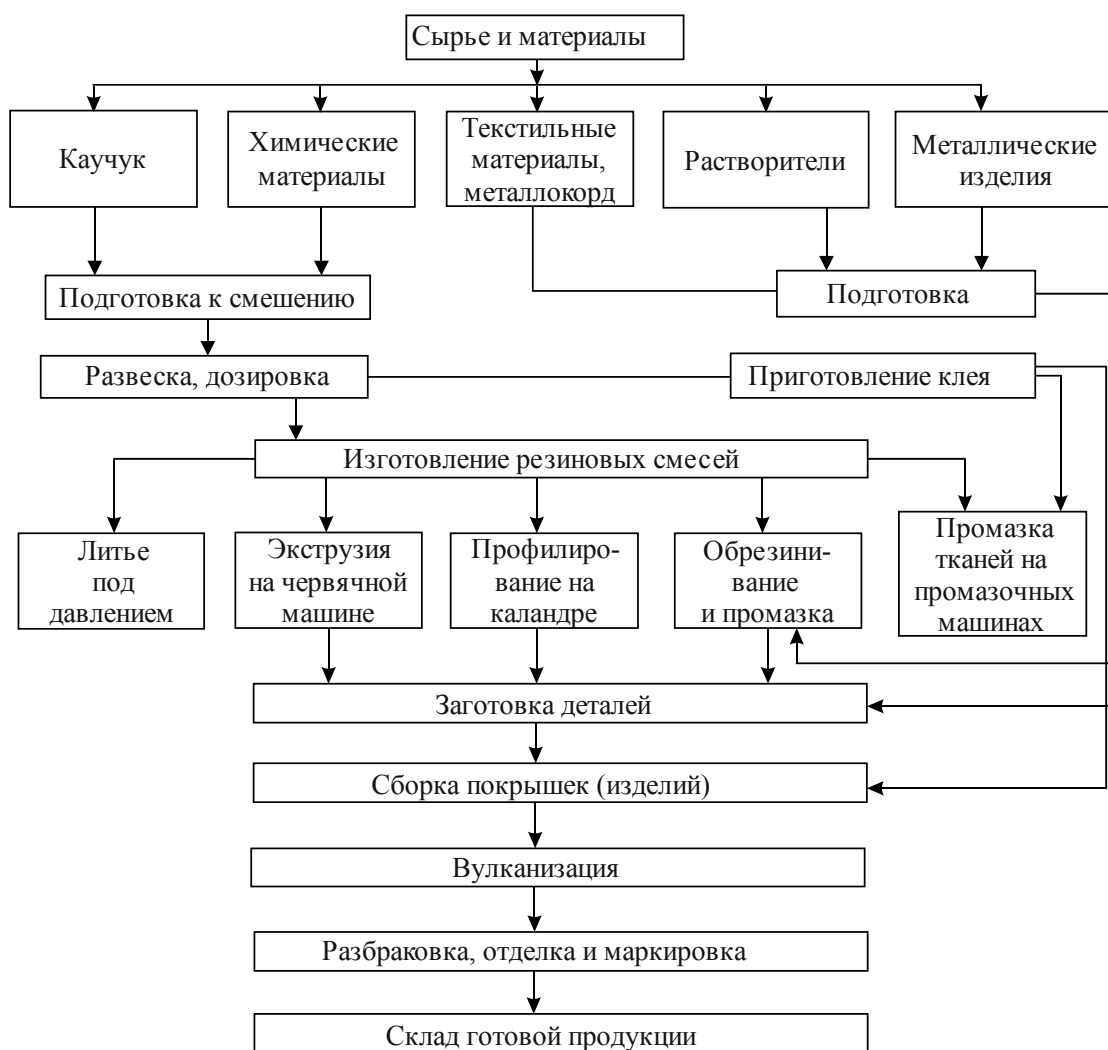 Сырье и материалы
Каучук
Химические
материалы
Текстильные
материалы,
металлокорд
Растворители
Металлические
изделия
Подготовка к смешению
Подготовка
Развеска, дозировка
Приготовление клея
Изготовление резиновых смесей
Литье
под
давлением
Экструзия
на червячной
машине
Профилиро-
вание на
каландре
Обрезини-
вание
и промазка
Промазка
тканей на
промазочных
машинах
Заготовка деталей
Сборка покрышек (изделий)
Вулканизация
Разбраковка, отделка и маркировка
Склад готовой продукции